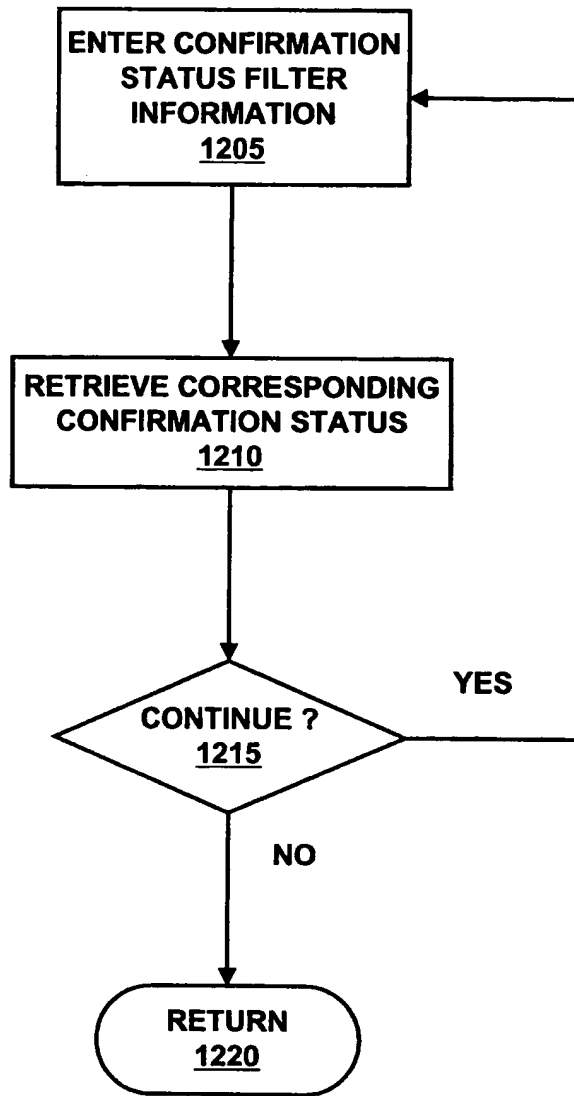 ENTER CONFIRMATION
STATUS FILTER
INFORMATION
1205
RETRIEVE CORRESPONDING
CONFIRMATION STATUS
1210
CONTINUE ?
1215
YES
NO
RETURN
1220